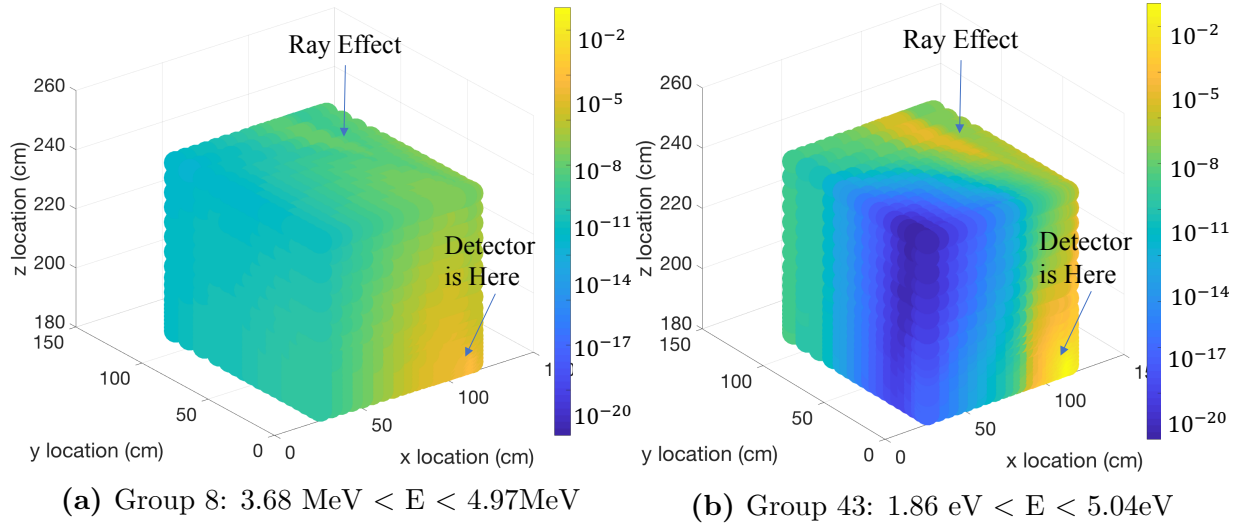 Ray Effect
260
240
220
200
180
z location (cm)
150
100
50
0
y location (cm)
0
50
100
x location (cm)
Detector
is Here
10⁻²
10⁻⁵
10⁻⁸
10⁻¹¹
10⁻¹⁴
10⁻¹⁷
10⁻²⁰
(a) Group 8: 3.68 MeV < E < 4.97MeV
Ray Effect
260
240
220
200
180
z location (cm)
150
100
50
0
y location (cm)
0
50
100
x location (cm)
Detector
is Here
10⁻²
10⁻⁵
10⁻⁸
10⁻¹¹
10⁻¹⁴
10⁻¹⁷
10⁻²⁰
(b) Group 43: 1.86 eV < E < 5.04eV